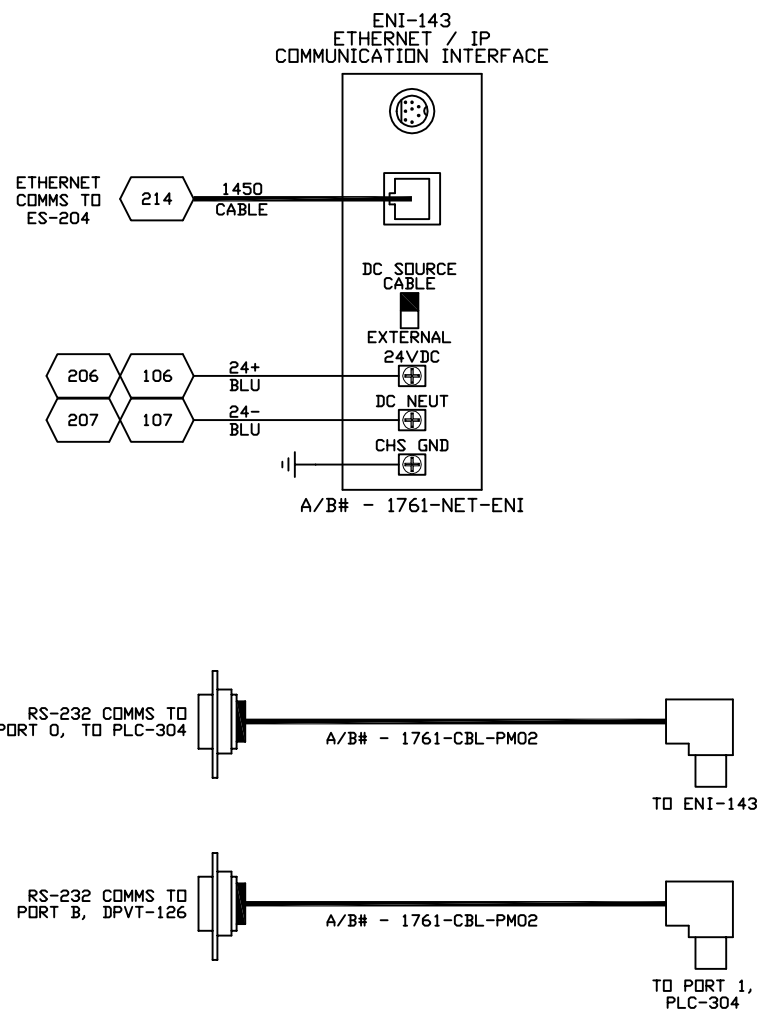 ENI-143
ETHERNET / IP
COMMUNICATION INTERFACE
ETHERNET
COMMS TO
ES-204
214
1450
CABLE
DC SOURCE
CABLE
EXTERNAL
24VDC
206
106
24+
BLU
DC NEUT
207
107
24-
BLU
CHS GND
A/B# - 1761-NET-ENI
RS-232 COMMS TO
PORT 0, TO PLC-304
A/B# - 1761-CBL-PM02
TO ENI-143
RS-232 COMMS TO
PORT B, DPVT-126
A/B# - 1761-CBL-PM02
TO PORT 1,
PLC-304